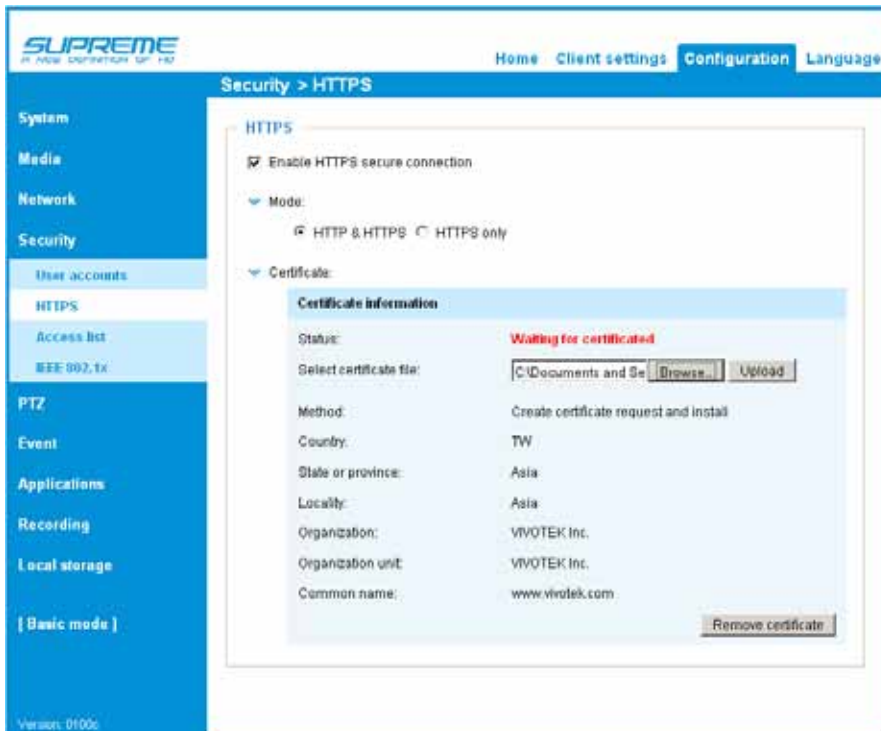 SUPREME
A NEW DEFINITION OF HD
Home Client settings Configuration Language
Security > HTTPS
System
Media
Network
Security
User accounts
HTTPS
Access list
IEEE 802.1x
PTZ
Event
Applications
Recording
Local storage
[ Basic mode ]
Version: 0100c
HTTPS
Enable HTTPS secure connection
Mode:
HTTP & HTTPS HTTPS only
Certificate:
Certificate information
Status: Waiting for certificated
Select certificate file: C:\Documents and Se Browse... Upload
Method: Create certificate request and install
Country: TW
State or province: Asia
Locality: Asia
Organization: VIVOTEK Inc.
Organization unit: VIVOTEK Inc.
Common name: www.vivotek.com
Remove certificate